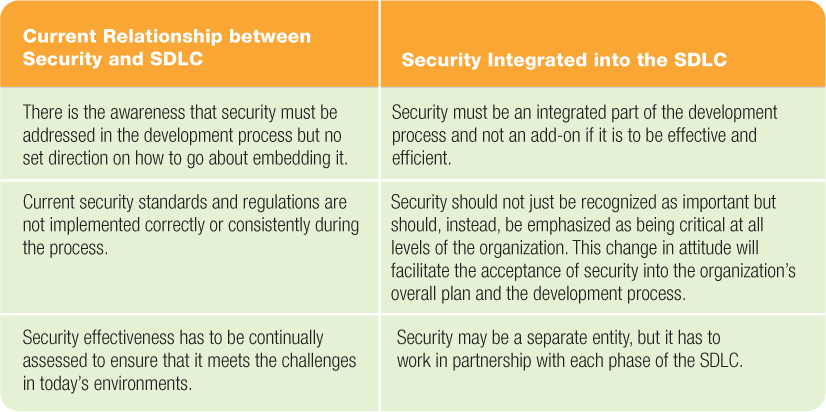 Current Relationship between
Security and SDLC
Security Integrated into the SDLC
There is the awareness that security must be
addressed in the development process but no
set direction on how to go about embedding it.
Security must be an integrated part of the development
process and not an add-on if it is to be effective and
efficient.
Current security standards and regulations are
not implemented correctly or consistently during
the process.
Security should not just be recognized as important but
should, instead, be emphasized as being critical at all
levels of the organization. This change in attitude will
facilitate the acceptance of security into the organization’s
overall plan and the development process.
Security effectiveness has to be continually
assessed to ensure that it meets the challenges
in today’s environments.
Security may be a separate entity, but it has to
work in partnership with each phase of the SDLC.